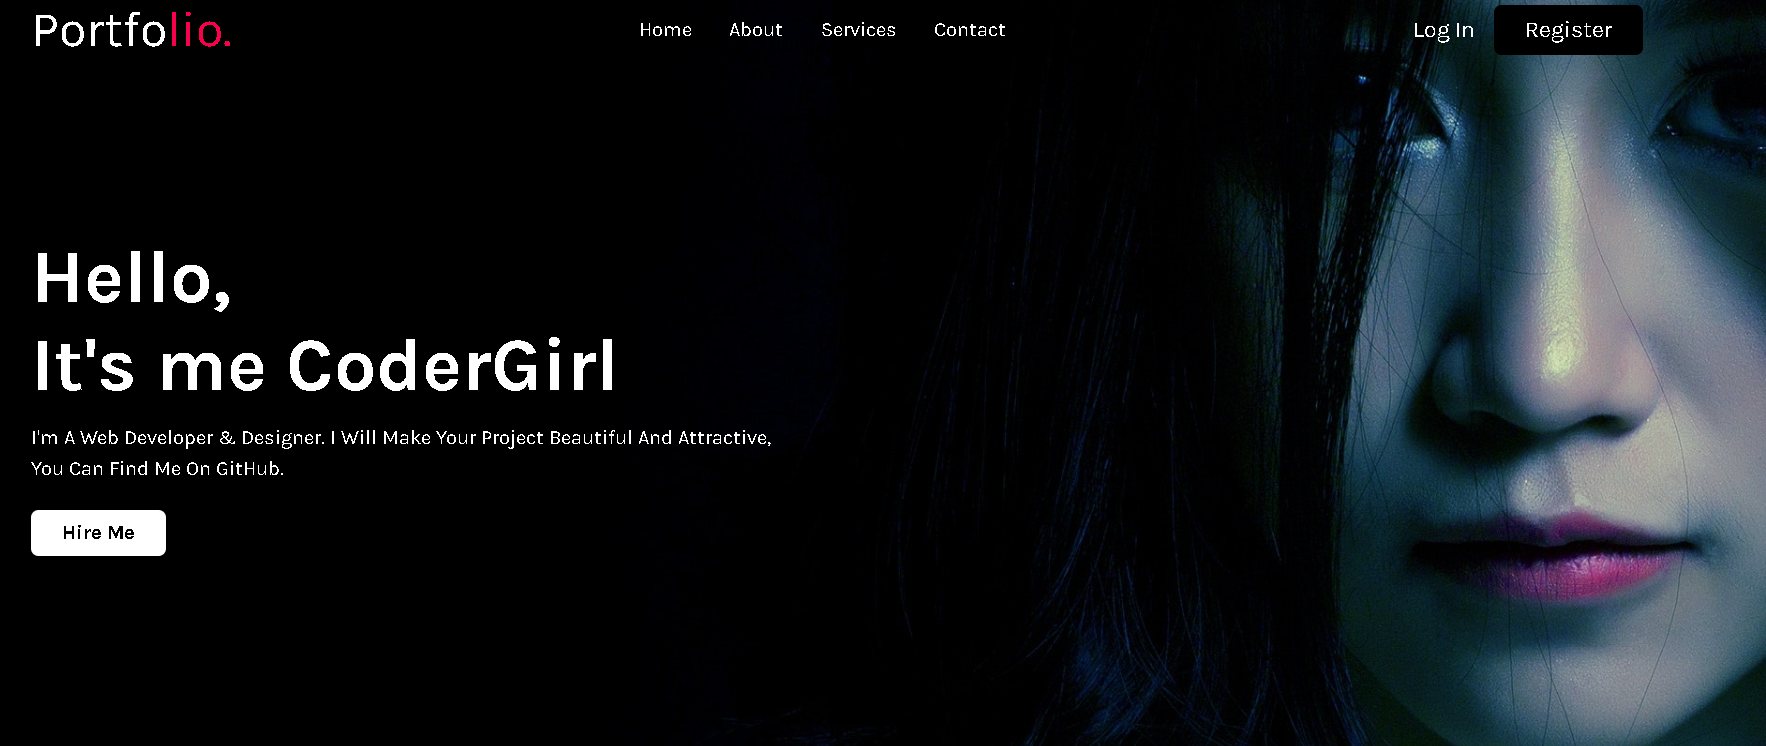 Portfolio.
Home About Services Contact
Log In Register
Hello,
It's me CoderGirl
I'm A Web Developer & Designer. I Will Make Your Project Beautiful And Attractive,
You Can Find Me On GitHub.
Hire Me